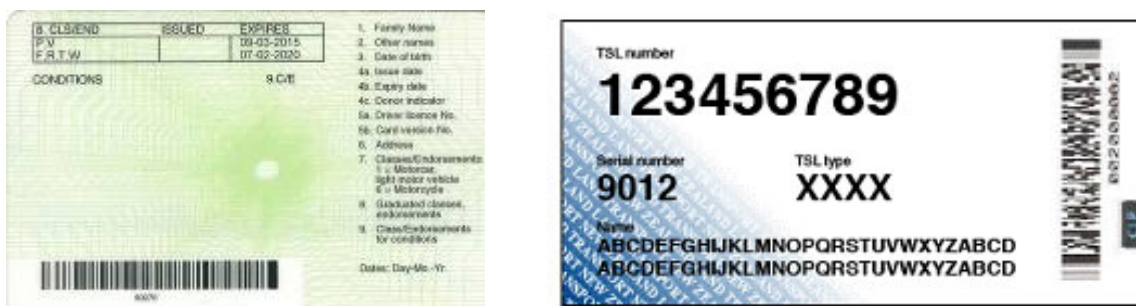 8. CLS/END ISSUED EXPIRES
P.V 09-03-2015
F.R.T.W 07-02-2020
CONDITIONS 9.C/E
1. Family Name
2. Other names
3. Date of birth
4a. Issue date
4b. Expiry date
4c. Donor indicator
5a. Driver licence No.
5b. Card version No.
6. Address
7. Classes/Endorsements
1 = Motorcar,
light motor vehicle
6 = Motorcycle
8. Graduated classes,
endorsements
9. Class/Endorsements
for conditions
Dates: Day-Mo.-Yr.
TSL number
123456789
Serial number TSL type
9012 XXXX
Name
ABCDEFGHIJKLMNOPQRSTUVWXYZABCD
ABCDEFGHIJKLMNOPQRSTUVWXYZABCD